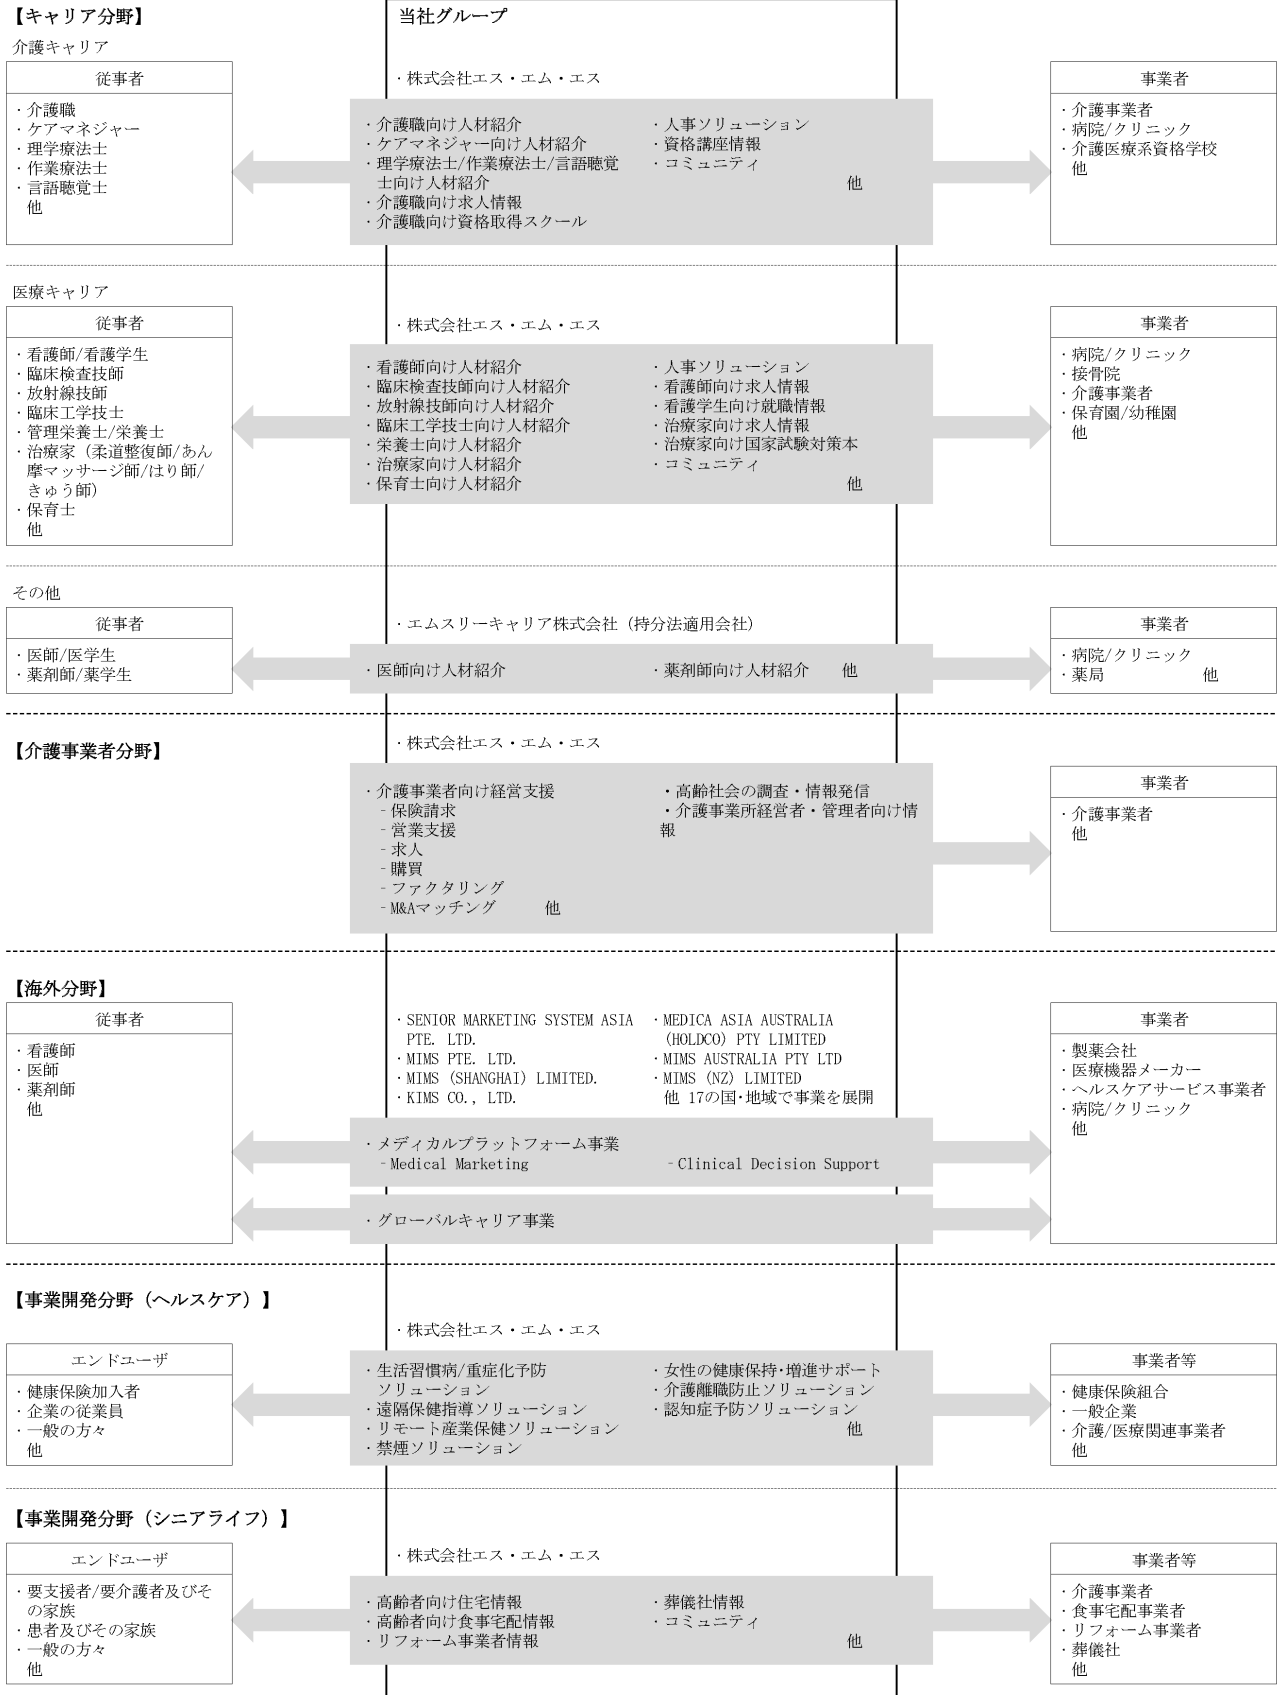 【キャリア分野】
当社グループ
介護キャリア
従事者
・介護職
・ケアマネジャー
・理学療法士
・作業療法士
・言語聴覚士
他
・株式会社エス・エム・エス
・介護職向け人材紹介
・ケアマネジャー向け人材紹介
・理学療法士/作業療法士/言語聴覚
士向け人材紹介
・介護職向け求人情報
・介護職向け資格取得スクール
・人事ソリューション
・資格講座情報
・コミュニティ
他
事業者
・介護事業者
・病院/クリニック
・介護医療系資格学校
他
医療キャリア
従事者
・看護師/看護学生
・臨床検査技師
・放射線技師
・臨床工学技士
・管理栄養士/栄養士
・治療家（柔道整復師/あん
摩マッサージ師/はり師/
きゅう師）
・保育士
他
・株式会社エス・エム・エス
・看護師向け人材紹介
・臨床検査技師向け人材紹介
・放射線技師向け人材紹介
・臨床工学技士向け人材紹介
・栄養士向け人材紹介
・治療家向け人材紹介
・保育士向け人材紹介
・人事ソリューション
・看護師向け求人情報
・看護学生向け就職情報
・治療家向け求人情報
・治療家向け国家試験対策本
・コミュニティ
他
事業者
・病院/クリニック
・接骨院
・介護事業者
・保育園/幼稚園
他
その他
従事者
・医師/医学生
・薬剤師/薬学生
・エムスリーキャリア株式会社（持分法適用会社）
・医師向け人材紹介
・薬剤師向け人材紹介 他
事業者
・病院/クリニック
・薬局 他
【介護事業者分野】
・株式会社エス・エム・エス
・介護事業者向け経営支援
－保険請求
－営業支援
－求人
－購買
－ファクタリング
－M&Aマッチング 他
・高齢社会の調査・情報発信
・介護事業所経営者・管理者向け情
報
事業者
・介護事業者
他
【海外分野】
従事者
・看護師
・医師
・薬剤師
他
・SENIOR MARKETING SYSTEM ASIA
PTE. LTD.
・MIMS PTE. LTD.
・MIMS (SHANGHAI) LIMITED.
・KIMS CO., LTD.
・MEDICA ASIA AUSTRALIA
(HOLDCO) PTY LIMITED
・MIMS AUSTRALIA PTY LTD
・MIMS (NZ) LIMITED
他 17の国･地域で事業を展開
・メディカルプラットフォーム事業
－Medical Marketing
－Clinical Decision Support
・グローバルキャリア事業
事業者
・製薬会社
・医療機器メーカー
・ヘルスケアサービス事業者
・病院/クリニック
他
【事業開発分野（ヘルスケア）】
エンドユーザ
・健康保険加入者
・企業の従業員
・一般の方々
他
・株式会社エス・エム・エス
・生活習慣病/重症化予防
ソリューション
・遠隔保健指導ソリューション
・リモート産業保健ソリューション
・禁煙ソリューション
・女性の健康保持･増進サポート
・介護離職防止ソリューション
・認知症予防ソリューション
他
事業者等
・健康保険組合
・一般企業
・介護/医療関連事業者
他
【事業開発分野（シニアライフ）】
エンドユーザ
・要支援者/要介護者及びそ
の家族
・患者及びその家族
・一般の方々
他
・株式会社エス・エム・エス
・高齢者向け住宅情報
・高齢者向け食事宅配情報
・リフォーム事業者情報
・葬儀社情報
・コミュニティ
他
事業者等
・介護事業者
・食事宅配事業者
・リフォーム事業者
・葬儀社
他